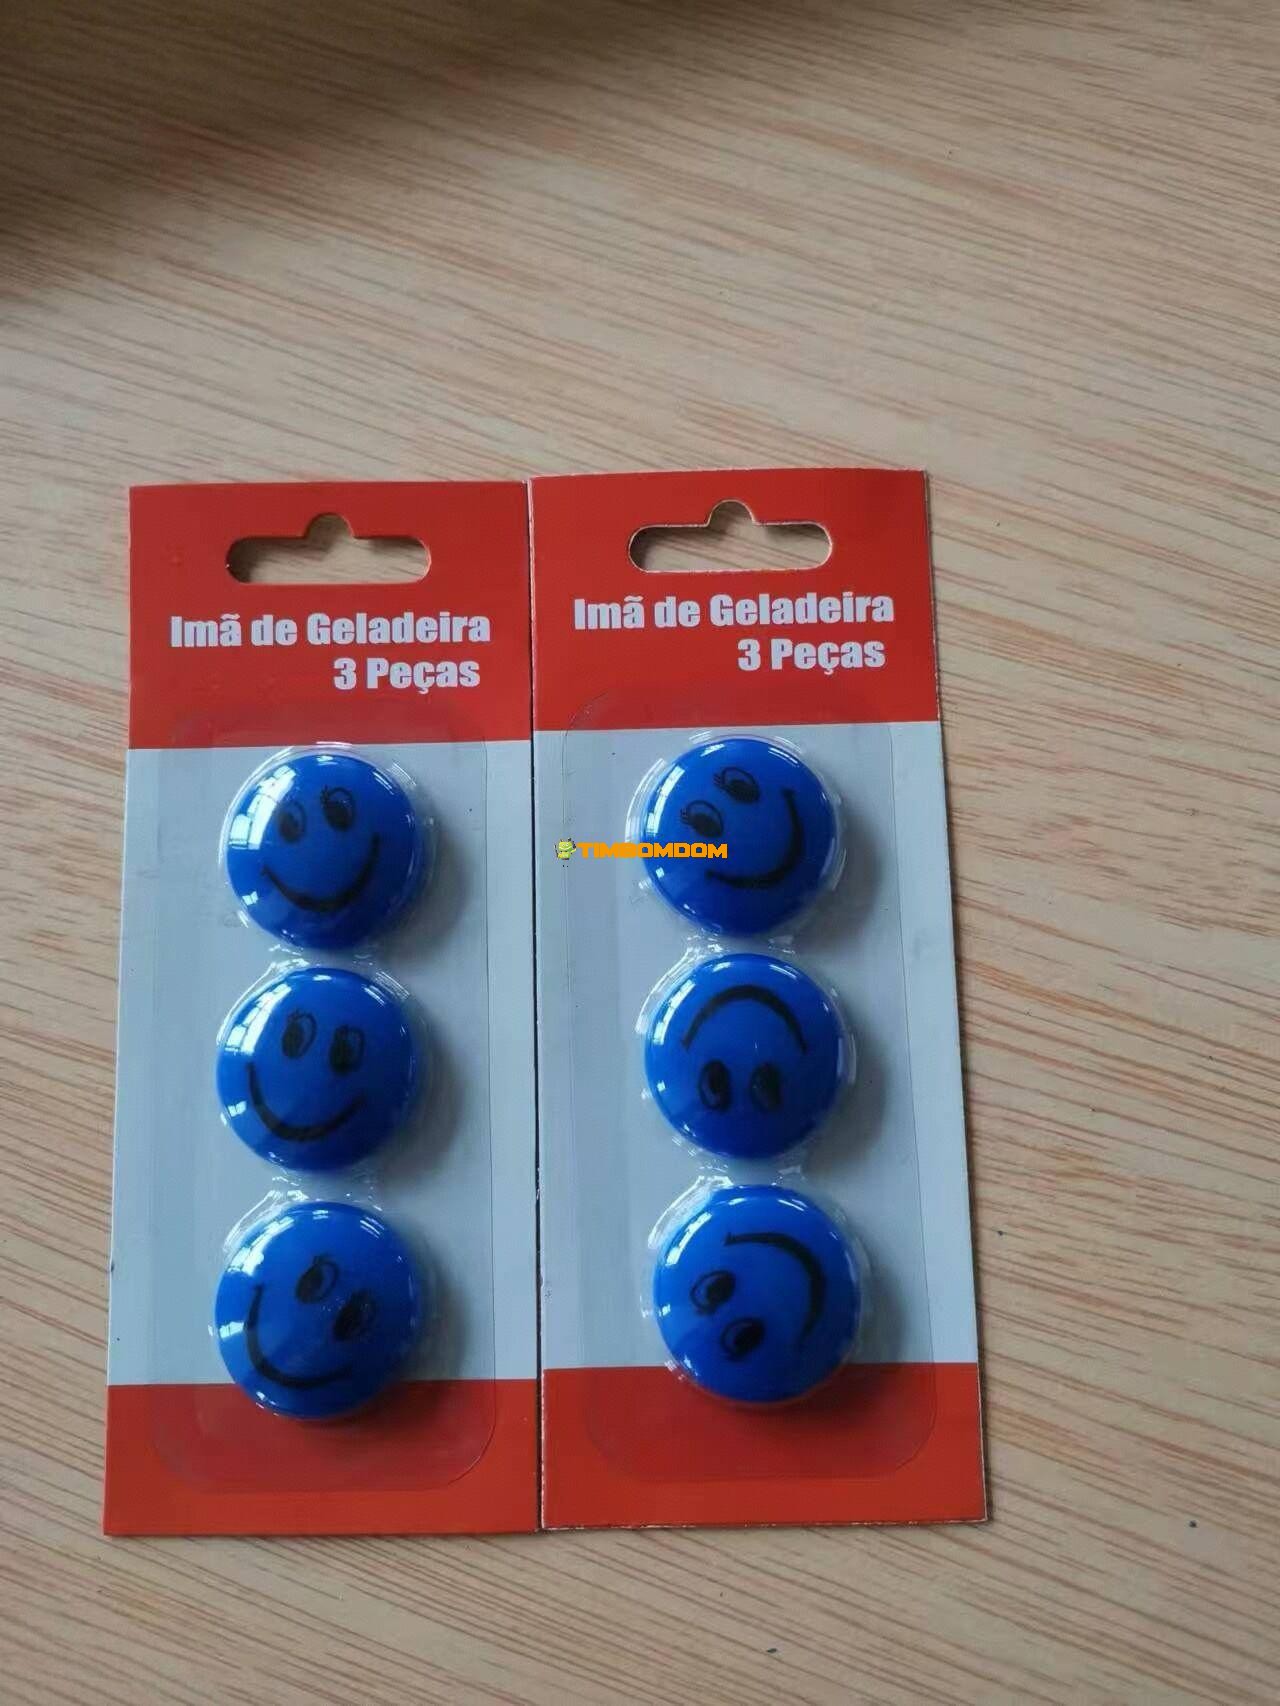 Imã de Geladeira
3 Peças
Imã de Geladeira
3 Peças
TIMBOMDOM